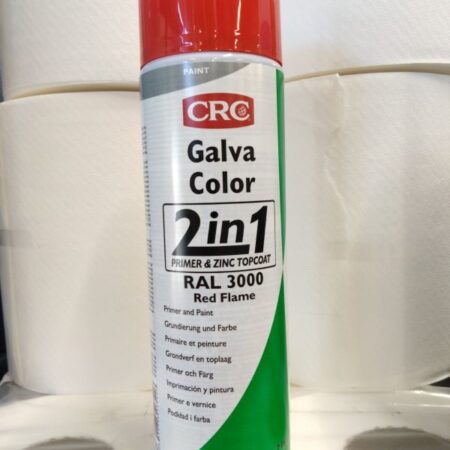 PAINT
CRC
Galva
Color
2in1
PRIMER & ZINC TOPCOAT
RAL 3000
Red Flame
Primer and Paint
Grundierung und Farbe
Primaire et peinture
Grondverf en toplaag
Primer och Färg
Imprimación y pintura
Primer e vernice
Podkład i farba